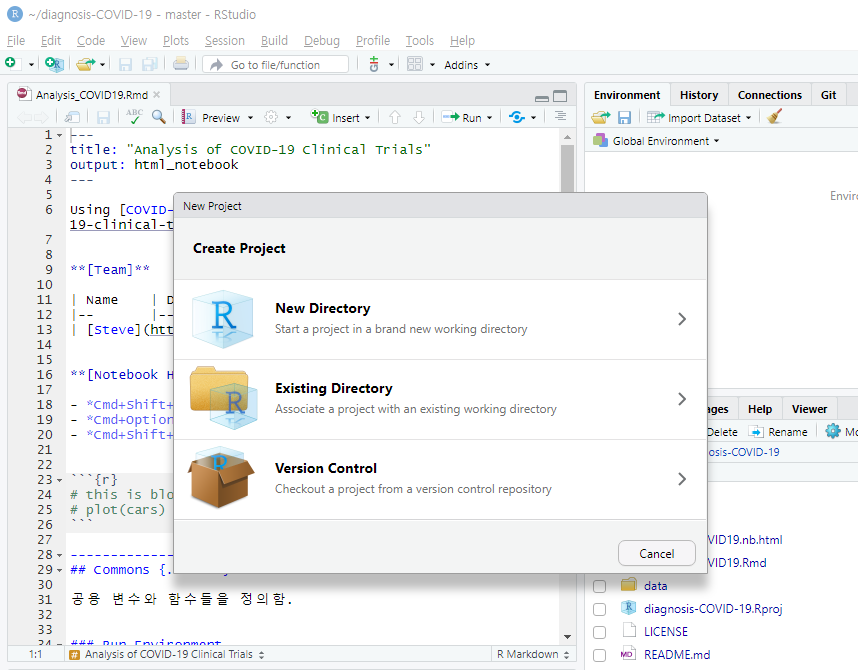 ~/diagnosis-COVID-19 - master - RStudio
File Edit Code View Plots Session Build Debug Profile Tools Help
Go to file/function Addins
Analysis_COVID19.Rmd
ABC Preview Insert Run
1 ---
2 title: "Analysis of COVID-19 Clinical Trials"
3 output: html_notebook
4 ---
5
6 Using [COVID-
19-clinical-t
7
8
9 **[Team]**
10
11 | Name | D
12 |-- |--
13 | [Steve](htt
14
15
16 **[Notebook H
17
18 - *Cmd+Shift+
19 - *Cmd+Option
20 - *Cmd+Shift+
21
22
23 ```{r}
24 # this is blo
25 # plot(cars)
26 ```
27
28 --------------
29 ## Commons {.
30
31 공용 변수와 함수들을 정의함.
32
33
34 ### Run Environment
1:1 # Analysis of COVID-19 Clinical Trials R Markdown
New Project
Create Project
New Directory
Start a project in a brand new working directory
Existing Directory
Associate a project with an existing working directory
Version Control
Checkout a project from a version control repository
Cancel
Environment History Connections Git
Import Dataset
Global Environment
Enviro
ages Help Viewer
Delete Rename Mo
osis-COVID-19
VID19.nb.html
VID19.Rmd
data
diagnosis-COVID-19.Rproj
LICENSE
MD README.md